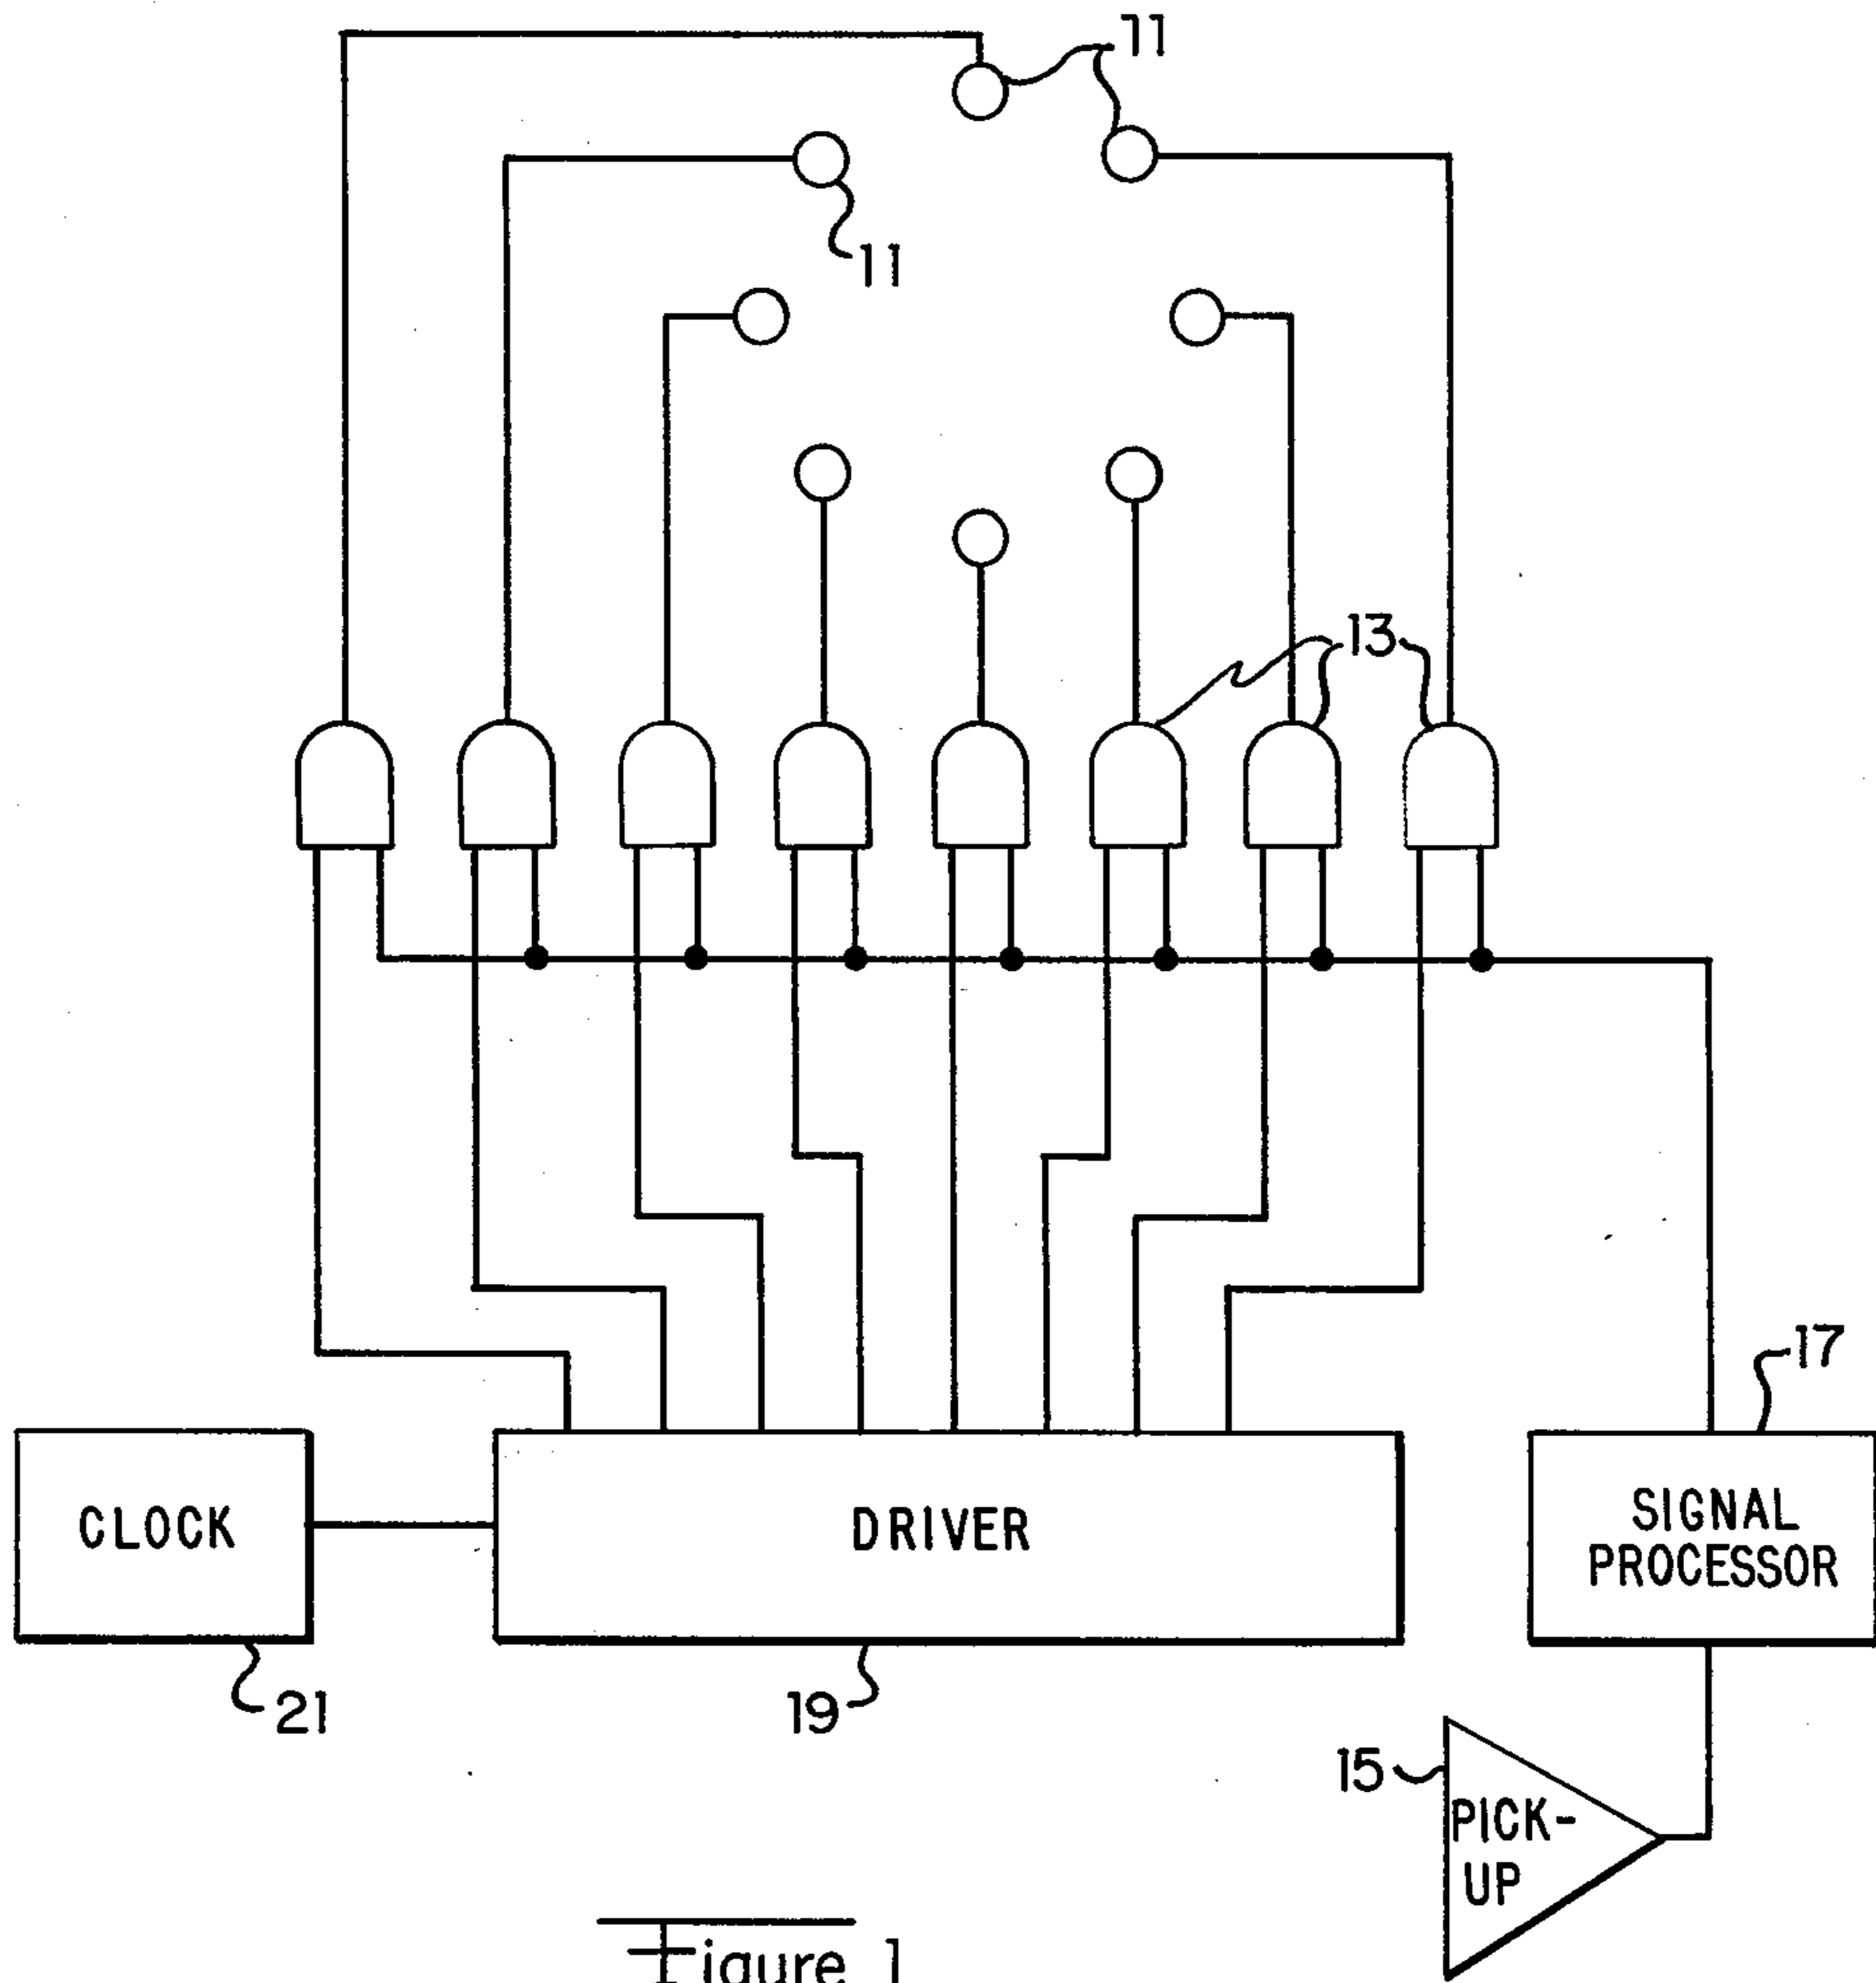 11
11
13
17
CLOCK
DRIVER
SIGNAL
PROCESSOR
21
19
15
PICK-
UP
Figure 1